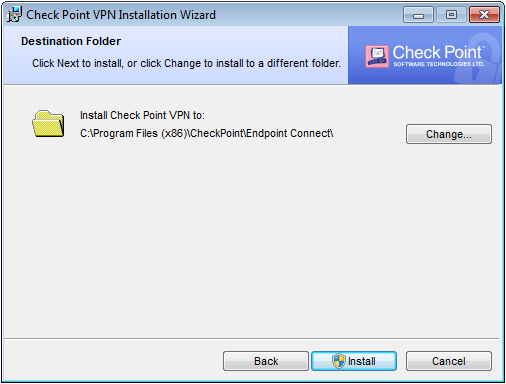 Check Point VPN Installation Wizard
Destination Folder
Click Next to install, or click Change to install to a different folder.
Check Point™
SOFTWARE TECHNOLOGIES LTD.
Install Check Point VPN to:
C:\Program Files (x86)\CheckPoint\Endpoint Connect\
Change...
Back
Install
Cancel